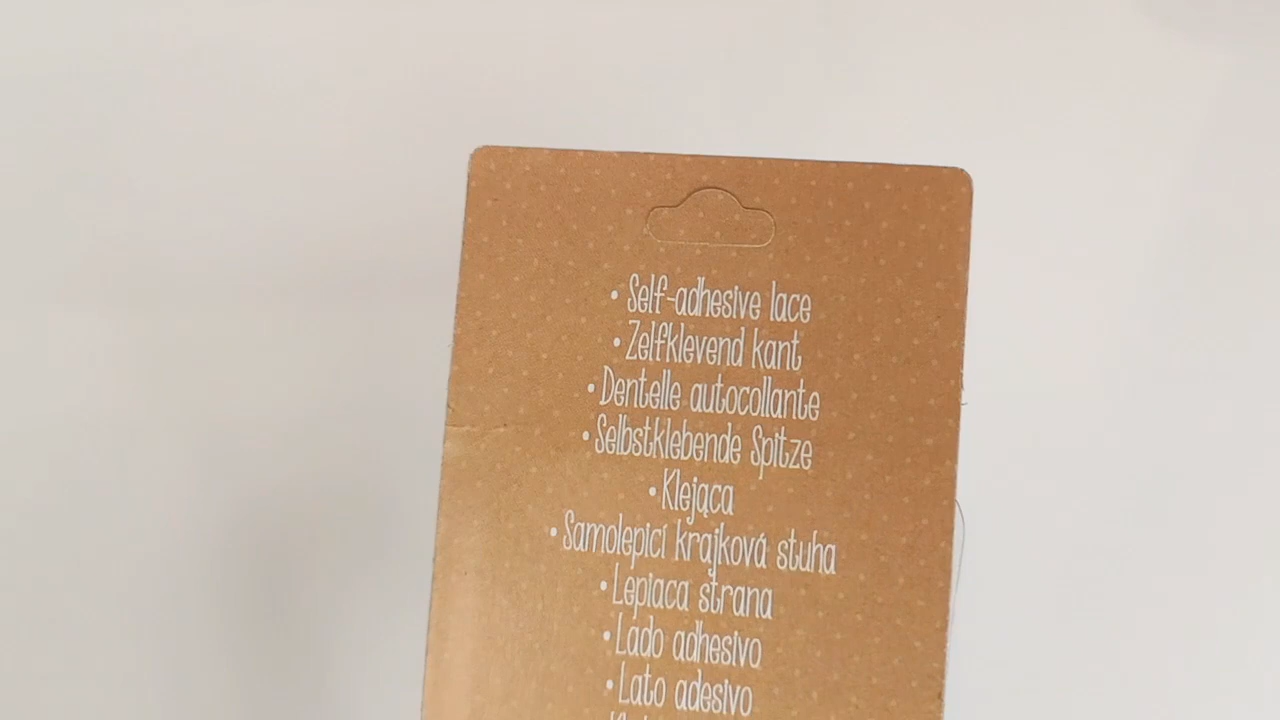 • Self-adhesive lace
• Zelfklevend kant
• Dentelle autocollante
• Selbstklebende Spitze
• Klejąca
• Samolepicí krajková stuha
• Lepiaca strana
• Lado adhesivo
• Lato adesivo